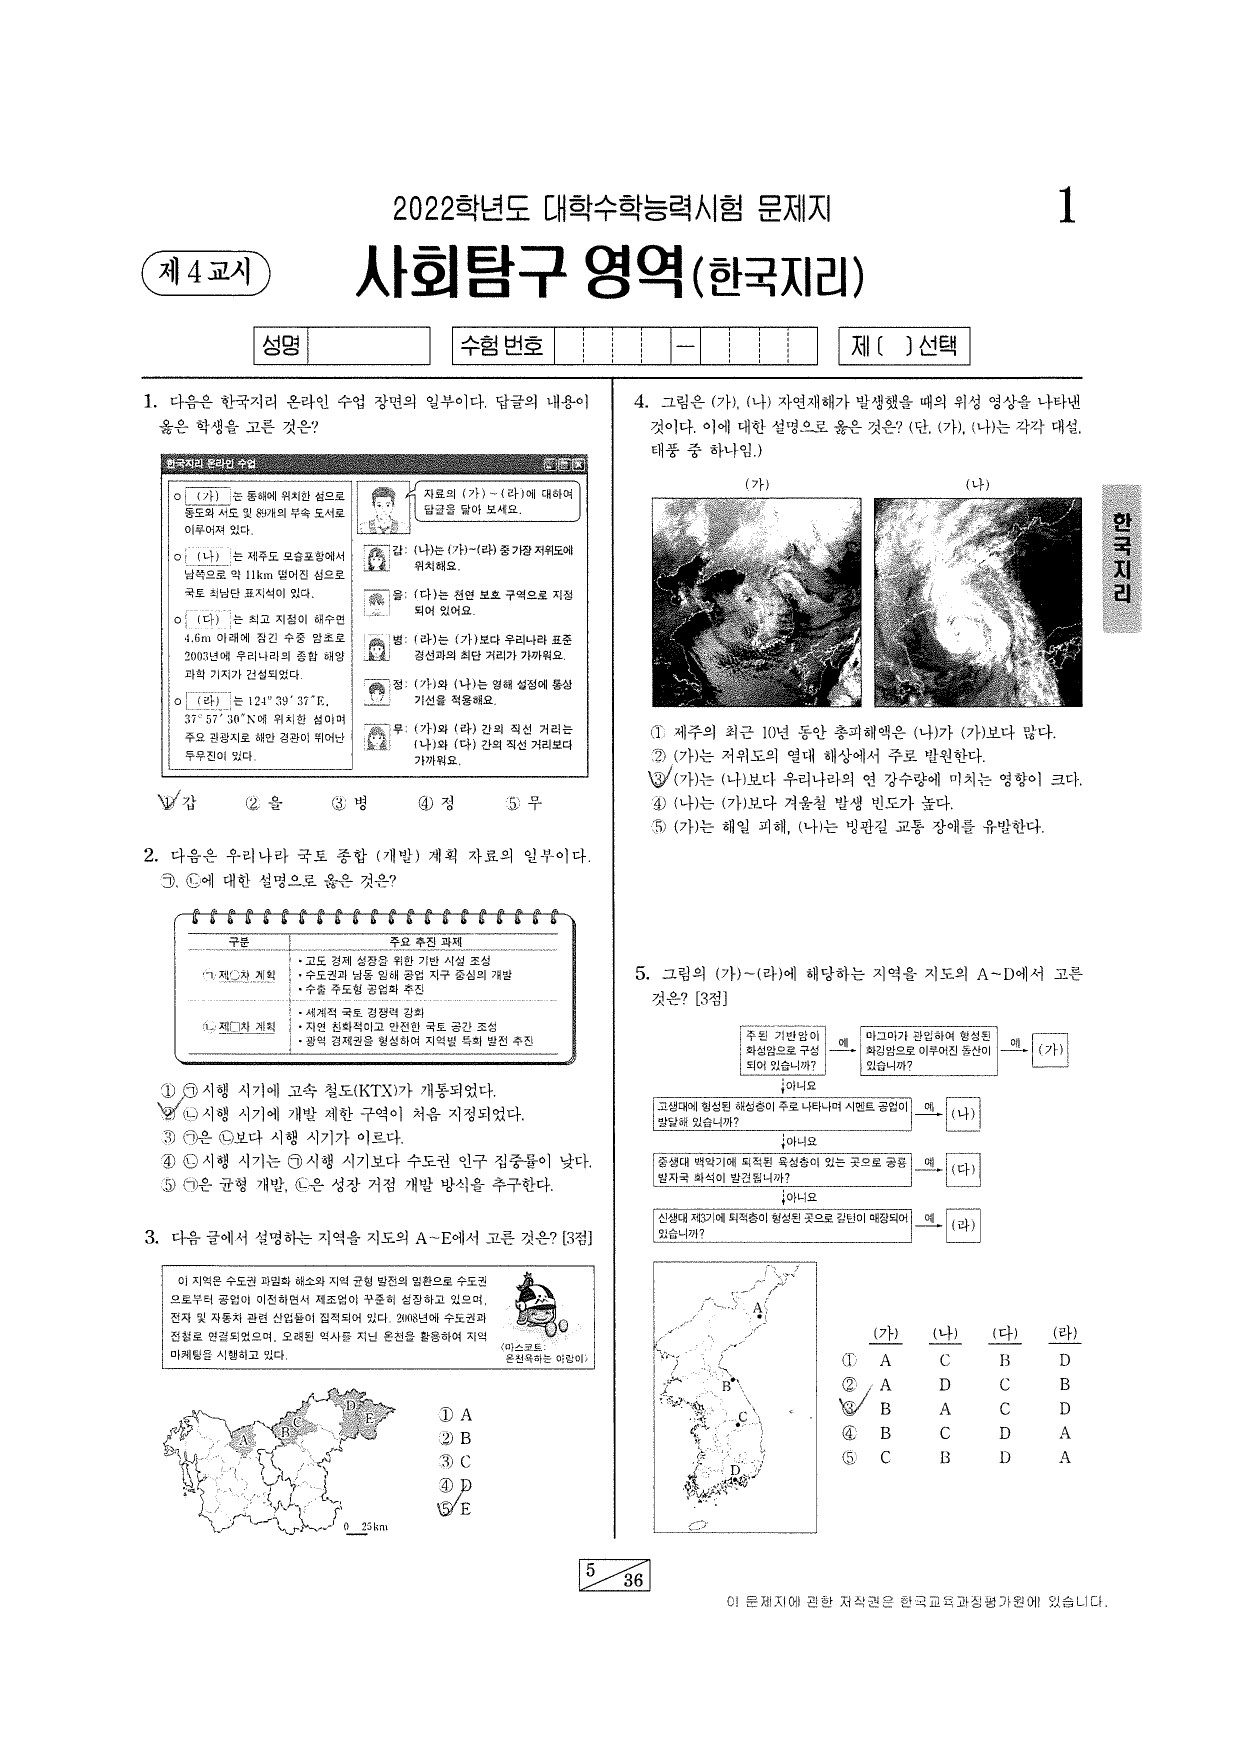 2022학년도 대학수학능력시험 문제지
1
제 4 교시
사회탐구 영역(한국지리)
성명
수험 번호
—
제 ( ) 선택
1. 다음은 한국지리 온라인 수업 장면의 일부이다. 답글의 내용이
옳은 학생을 고른 것은?
한국지리 온라인 수업
○ (가) 는 동해에 위치한 섬으로
동도와 서도 및 89개의 부속 도서로
이루어져 있다.
○ (나) 는 제주도 모슬포항에서
남쪽으로 약 11km 떨어진 섬으로
국토 최남단 표지석이 있다.
○ (다) 는 최고 지점이 해수면
4.6m 아래에 잠긴 수중 암초로
2003년에 우리나라의 종합 해양
과학 기지가 건설되었다.
○ (라) 는 124° 39′ 37″E,
37° 57′ 30″N에 위치한 섬이며
주요 관광지로 해안 경관이 뛰어난
두무진이 있다.
자료의 (가)~(라)에 대하여
답글을 달아 보세요.
갑: (나)는 (가)~(라) 중 가장 저위도에
위치해요.
을: (다)는 천연 보호 구역으로 지정
되어 있어요.
병: (라)는 (가)보다 우리나라 표준
경선과의 최단 거리가 가까워요.
정: (가)와 (나)는 영해 설정에 통상
기선을 적용해요.
무: (가)와 (라) 간의 직선 거리는
(나)와 (다) 간의 직선 거리보다
가까워요.
① 갑 ② 을 ③ 병 ④ 정 ⑤ 무
2. 다음은 우리나라 국토 종합 (개발) 계획 자료의 일부이다.
㉠, ㉡에 대한 설명으로 옳은 것은?
구분 주요 추진 과제
㉠ 제○차 계획
• 고도 경제 성장을 위한 기반 시설 조성
• 수도권과 남동 임해 공업 지구 중심의 개발
• 수출 주도형 공업화 추진
㉡ 제□차 계획
• 세계적 국토 경쟁력 강화
• 자연 친화적이고 안전한 국토 공간 조성
• 광역 경제권을 형성하여 지역별 특화 발전 추진
① ㉠ 시행 시기에 고속 철도(KTX)가 개통되었다.
② ㉡ 시행 시기에 개발 제한 구역이 처음 지정되었다.
③ ㉠은 ㉡보다 시행 시기가 이르다.
④ ㉡ 시행 시기는 ㉠ 시행 시기보다 수도권 인구 집중률이 낮다.
⑤ ㉠은 균형 개발, ㉡은 성장 거점 개발 방식을 추구한다.
3. 다음 글에서 설명하는 지역을 지도의 A~E에서 고른 것은? [3점]
이 지역은 수도권 과밀화 해소와 지역 균형 발전의 일환으로 수도권
으로부터 공업이 이전하면서 제조업이 꾸준히 성장하고 있으며,
전자 및 자동차 관련 산업들이 집적되어 있다. 2008년에 수도권과
전철로 연결되었으며, 오래된 역사를 지닌 온천을 활용하여 지역
마케팅을 시행하고 있다.
〈마스코트:
온천욕하는 아랑이〉
A
B
C
D
E
0 25km
① A
② B
③ C
④ D
⑤ E
4. 그림은 (가), (나) 자연재해가 발생했을 때의 위성 영상을 나타낸
것이다. 이에 대한 설명으로 옳은 것은? (단, (가), (나)는 각각 대설,
태풍 중 하나임.)
(가) (나)
① 제주의 최근 10년 동안 총피해액은 (나)가 (가)보다 많다.
② (가)는 저위도의 열대 해상에서 주로 발원한다.
③ (가)는 (나)보다 우리나라의 연 강수량에 미치는 영향이 크다.
④ (나)는 (가)보다 겨울철 발생 빈도가 높다.
⑤ (가)는 해일 피해, (나)는 빙판길 교통 장애를 유발한다.
5. 그림의 (가)~(라)에 해당하는 지역을 지도의 A~D에서 고른
것은? [3점]
주된 기반암이
화성암으로 구성
되어 있습니까?
예
마그마가 관입하여 형성된
화강암으로 이루어진 돌산이
있습니까?
예
(가)
아니요
고생대에 형성된 해성층이 주로 나타나며 시멘트 공업이
발달해 있습니까?
예
(나)
아니요
중생대 백악기에 퇴적된 육성층이 있는 곳으로 공룡
발자국 화석이 발견됩니까?
예
(다)
아니요
신생대 제3기에 퇴적층이 형성된 곳으로 갈탄이 매장되어
있습니까?
예
(라)
A
B
C
D
(가) (나) (다) (라)
① A C B D
② A D C B
③ B A C D
④ B C D A
⑤ C B D A
한국지리
5
36
이 문제지에 관한 저작권은 한국교육과정평가원에 있습니다.